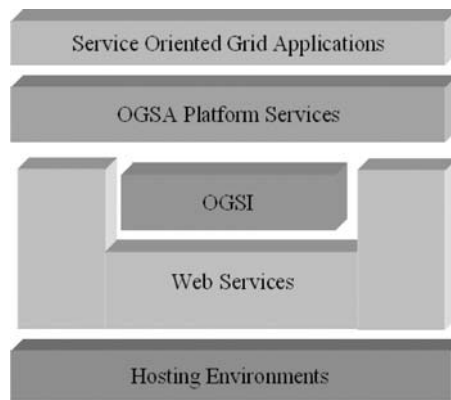 Service Oriented Grid Applications
OGSA Platform Services
OGSI
Web Services
Hosting Environments